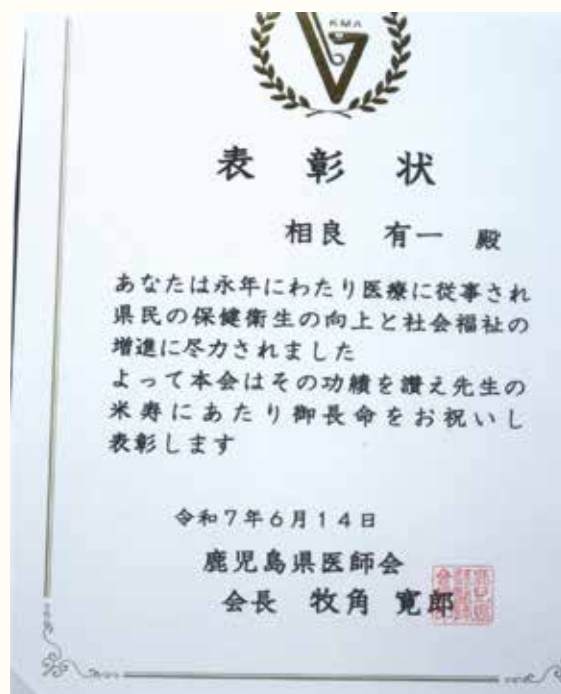 KMA
表彰状
相良 有一 殿
あなたは永年にわたり医療に従事され
県民の保健衛生の向上と社会福祉の
増進に尽力されました
よって本会はその功績を讃え先生の
米寿にあたり御長命をお祝いし
表彰します
令和7年6月14日
鹿児島県医師会
会長 牧角 寛郎